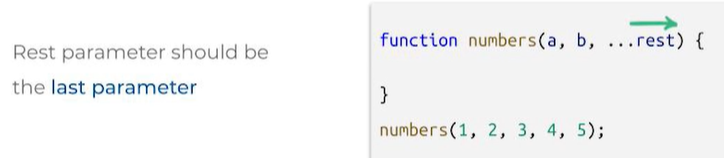 Rest parameter should be
the last parameter
function numbers(a, b, ...rest) {
}
numbers(1, 2, 3, 4, 5);